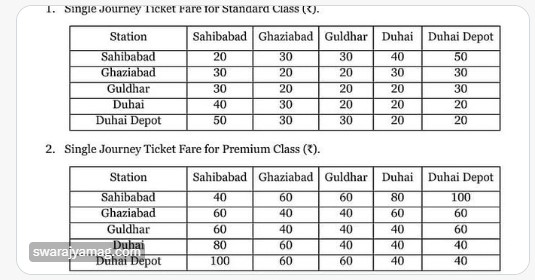 1. Single Journey Ticket Fare for Standard Class (₹).
Station Sahibabad Ghaziabad Guldhar Duhai Duhai Depot
Sahibabad 20 30 30 40 50
Ghaziabad 30 20 20 30 30
Guldhar 30 20 20 20 30
Duhai 40 30 20 20 20
Duhai Depot 50 30 30 20 20
2. Single Journey Ticket Fare for Premium Class (₹).
Station Sahibabad Ghaziabad Guldhar Duhai Duhai Depot
Sahibabad 40 60 60 80 100
Ghaziabad 60 40 40 60 60
Guldhar 60 40 40 40 60
Duhai 80 60 40 40 40
swarajyamag.com
Duhai Depot 100 60 60 40 40